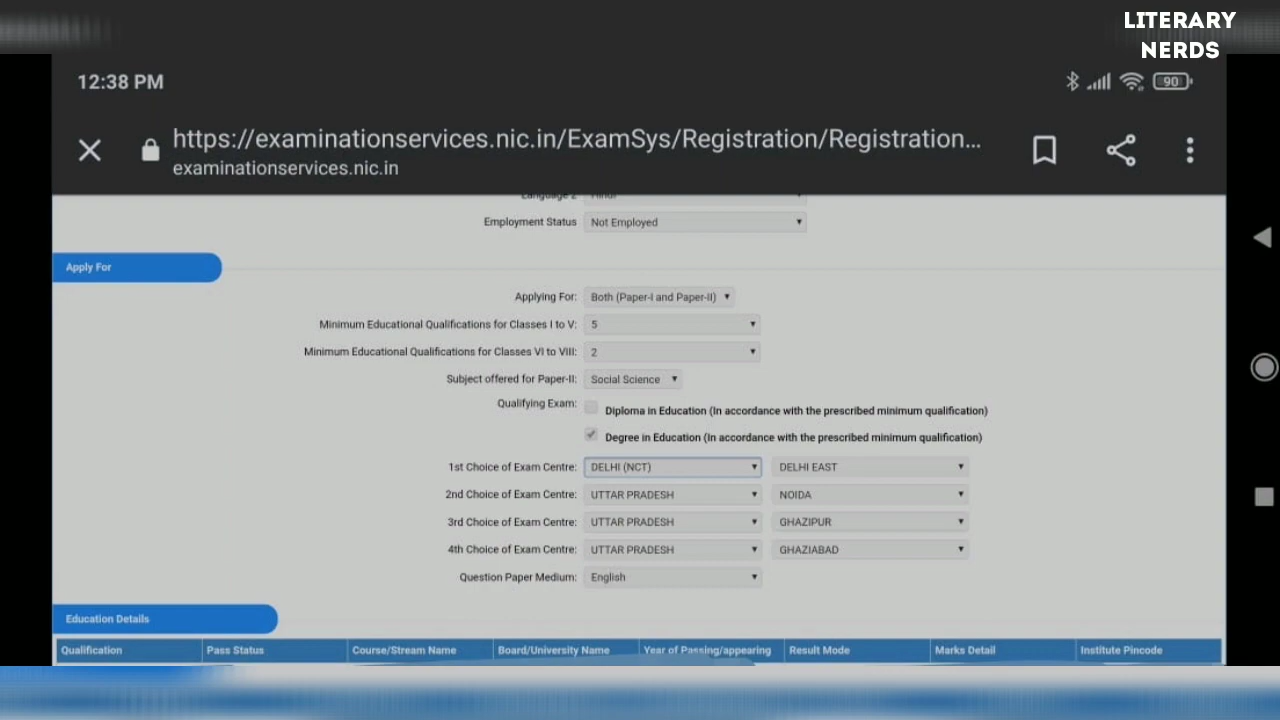 LITERARY
NERDS
12:38 PM
90
https://examinationservices.nic.in/ExamSys/Registration/Registration...
examinationservices.nic.in
Language 2 Hindi
Employment Status Not Employed
Apply For
Applying For: Both (Paper-I and Paper-II)
Minimum Educational Qualifications for Classes I to V: 5
Minimum Educational Qualifications for Classes VI to VIII: 2
Subject offered for Paper-II: Social Science
Qualifying Exam: Diploma in Education (In accordance with the prescribed minimum qualification)
Degree in Education (In accordance with the prescribed minimum qualification)
1st Choice of Exam Centre: DELHI (NCT) DELHI EAST
2nd Choice of Exam Centre: UTTAR PRADESH NOIDA
3rd Choice of Exam Centre: UTTAR PRADESH GHAZIPUR
4th Choice of Exam Centre: UTTAR PRADESH GHAZIABAD
Question Paper Medium: English
Education Details
Qualification Pass Status Course/Stream Name Board/University Name Year of Passing/appearing Result Mode Marks Detail Institute Pincode